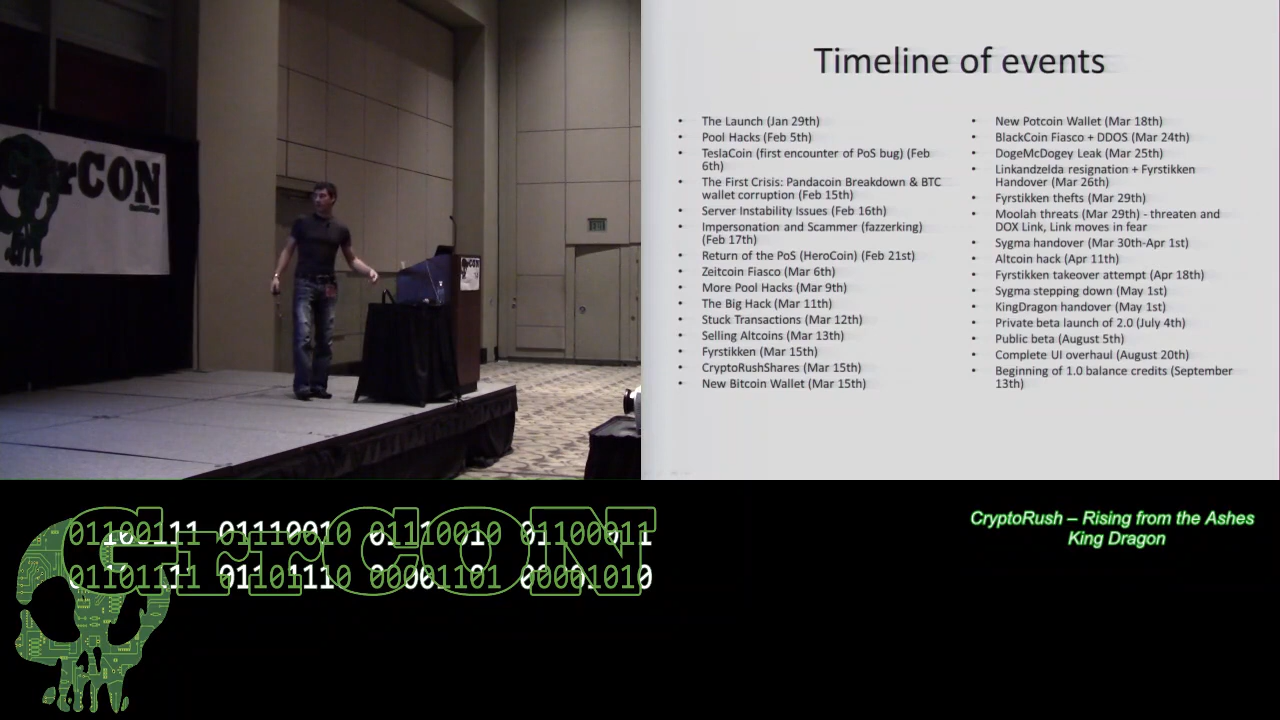 rCON
CON
Timeline of events
• The Launch (Jan 29th)
• Pool Hacks (Feb 5th)
• TeslaCoin (first encounter of PoS bug) (Feb
6th)
• The First Crisis: Pandacoin Breakdown & BTC
wallet corruption (Feb 15th)
• Server Instability Issues (Feb 16th)
• Impersonation and Scammer (fazzerking)
(Feb 17th)
• Return of the PoS (HeroCoin) (Feb 21st)
• Zeitcoin Fiasco (Mar 6th)
• More Pool Hacks (Mar 9th)
• The Big Hack (Mar 11th)
• Stuck Transactions (Mar 12th)
• Selling Altcoins (Mar 13th)
• Fyrstikken (Mar 15th)
• CryptoRushShares (Mar 15th)
• New Bitcoin Wallet (Mar 15th)
• New Potcoin Wallet (Mar 18th)
• BlackCoin Fiasco + DDOS (Mar 24th)
• DogeMcDogey Leak (Mar 25th)
• Linkandzelda resignation + Fyrstikken
Handover (Mar 26th)
• Fyrstikken thefts (Mar 29th)
• Moolah threats (Mar 29th) - threaten and
DOX Link, Link moves in fear
• Sygma handover (Mar 30th-Apr 1st)
• Altcoin hack (Apr 11th)
• Fyrstikken takeover attempt (Apr 18th)
• Sygma stepping down (May 1st)
• KingDragon handover (May 1st)
• Private beta launch of 2.0 (July 4th)
• Public beta (August 5th)
• Complete UI overhaul (August 20th)
• Beginning of 1.0 balance credits (September
13th)
GrrCON
01100111 01110010 01110010 01100011
01101111 01101110 00001101 00001010
CryptoRush – Rising from the Ashes
King Dragon